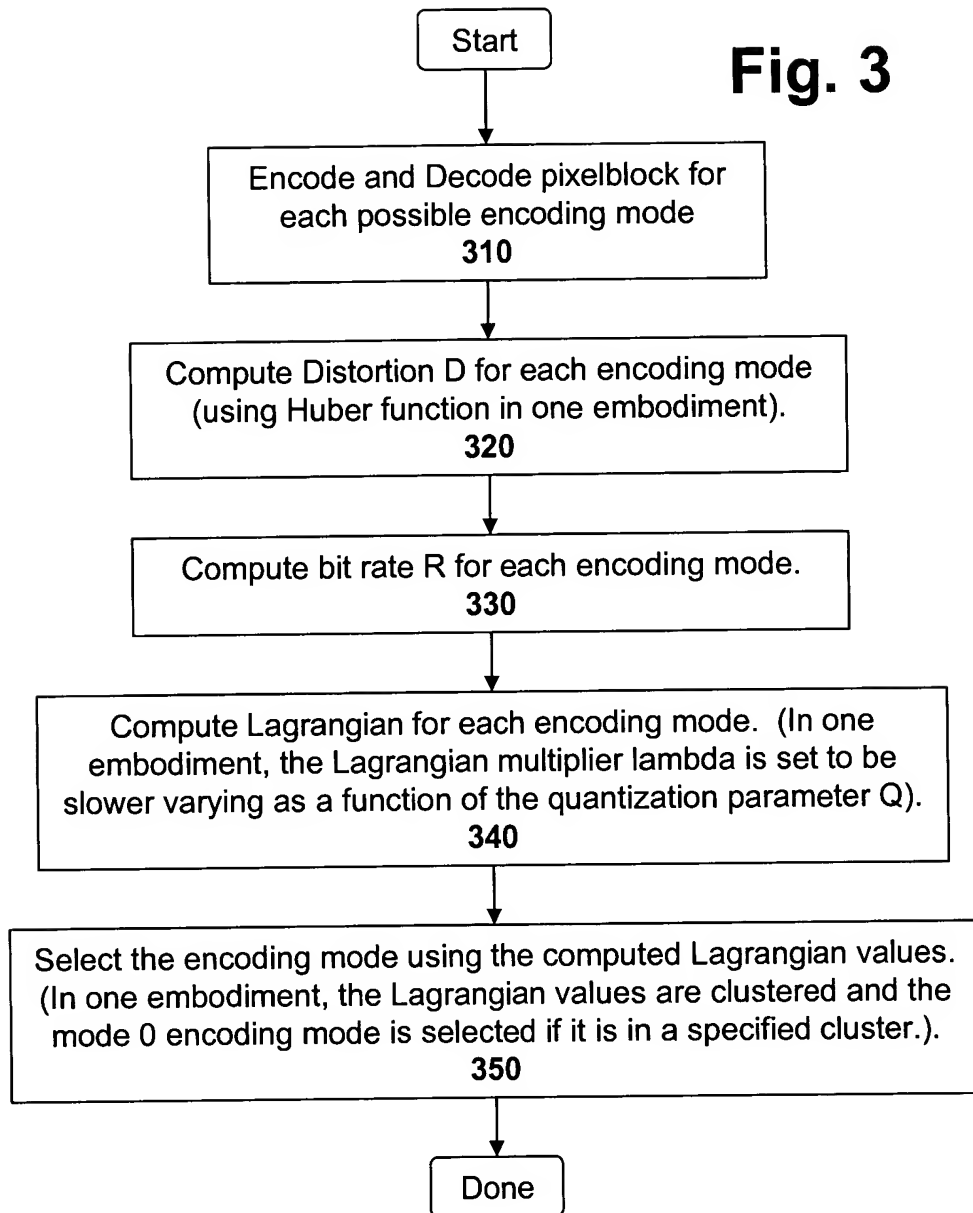 Start
Fig. 3
Encode and Decode pixelblock for
each possible encoding mode
310
Compute Distortion D for each encoding mode
(using Huber function in one embodiment).
320
Compute bit rate R for each encoding mode.
330
Compute Lagrangian for each encoding mode. (In one
embodiment, the Lagrangian multiplier lambda is set to be
slower varying as a function of the quantization parameter Q).
340
Select the encoding mode using the computed Lagrangian values.
(In one embodiment, the Lagrangian values are clustered and the
mode 0 encoding mode is selected if it is in a specified cluster.).
350
Done